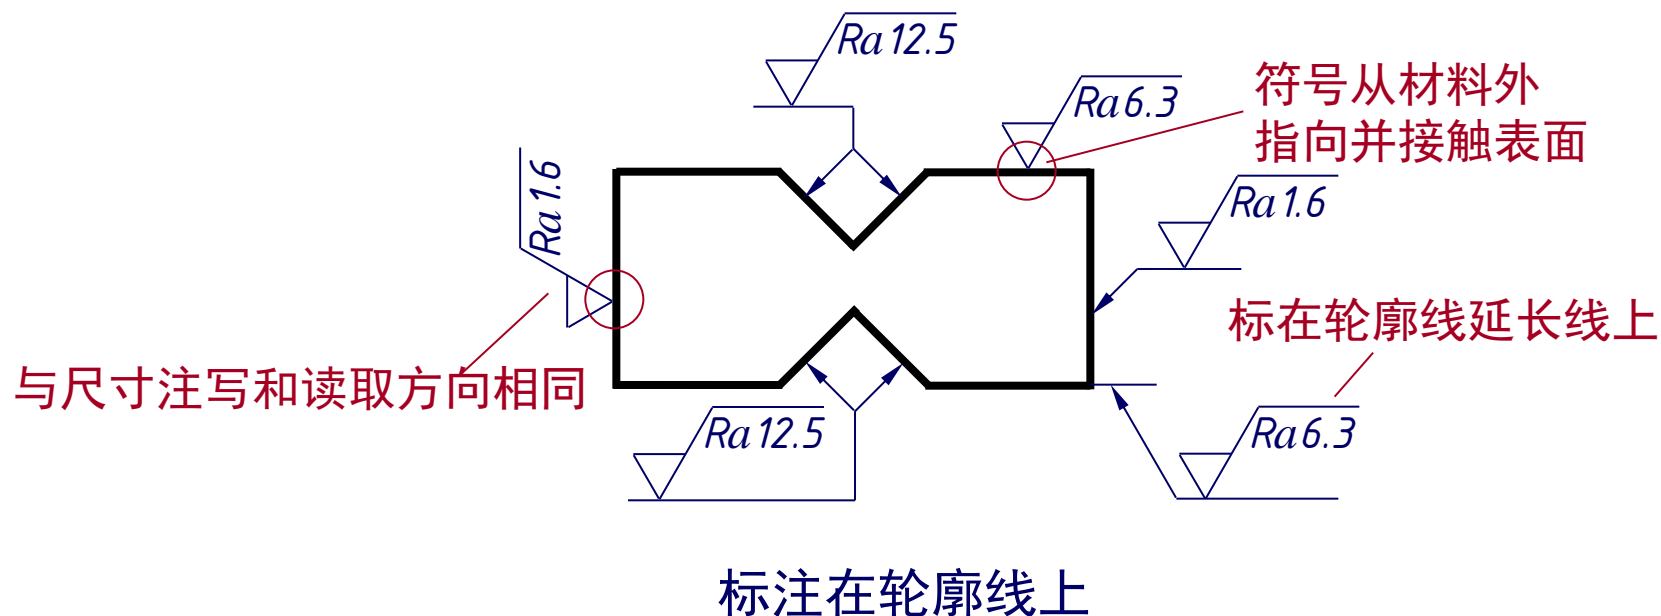 Ra 12.5
Ra 6.3
符号从材料外
指向并接触表面
Ra 1.6
Ra 1.6
标在轮廓线延长线上
与尺寸注写和读取方向相同
Ra 12.5
Ra 6.3
标注在轮廓线上